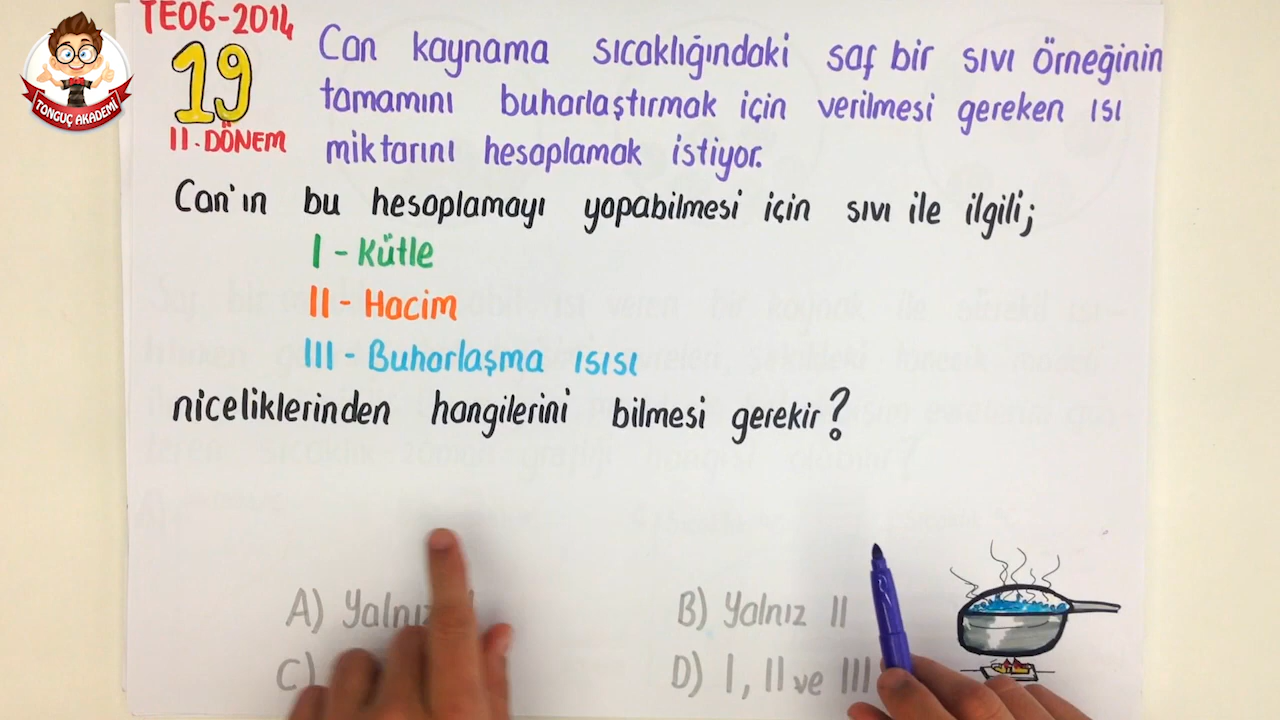 TEOG-2014
19
II-DÖNEM
TONGUÇ AKADEMİ
Can kaynama sıcaklığındaki saf bir sıvı örneğinin
tamamını buharlaştırmak için verilmesi gereken ısı
miktarını hesaplamak istiyor.
Can'ın bu hesaplamayı yapabilmesi için sıvı ile ilgili;
I - Kütle
II - Hacim
III - Buharlaşma ısısı
niceliklerinden hangilerini bilmesi gerekir?
A) Yalnız
B) Yalnız II
C)
D) I, II ve III